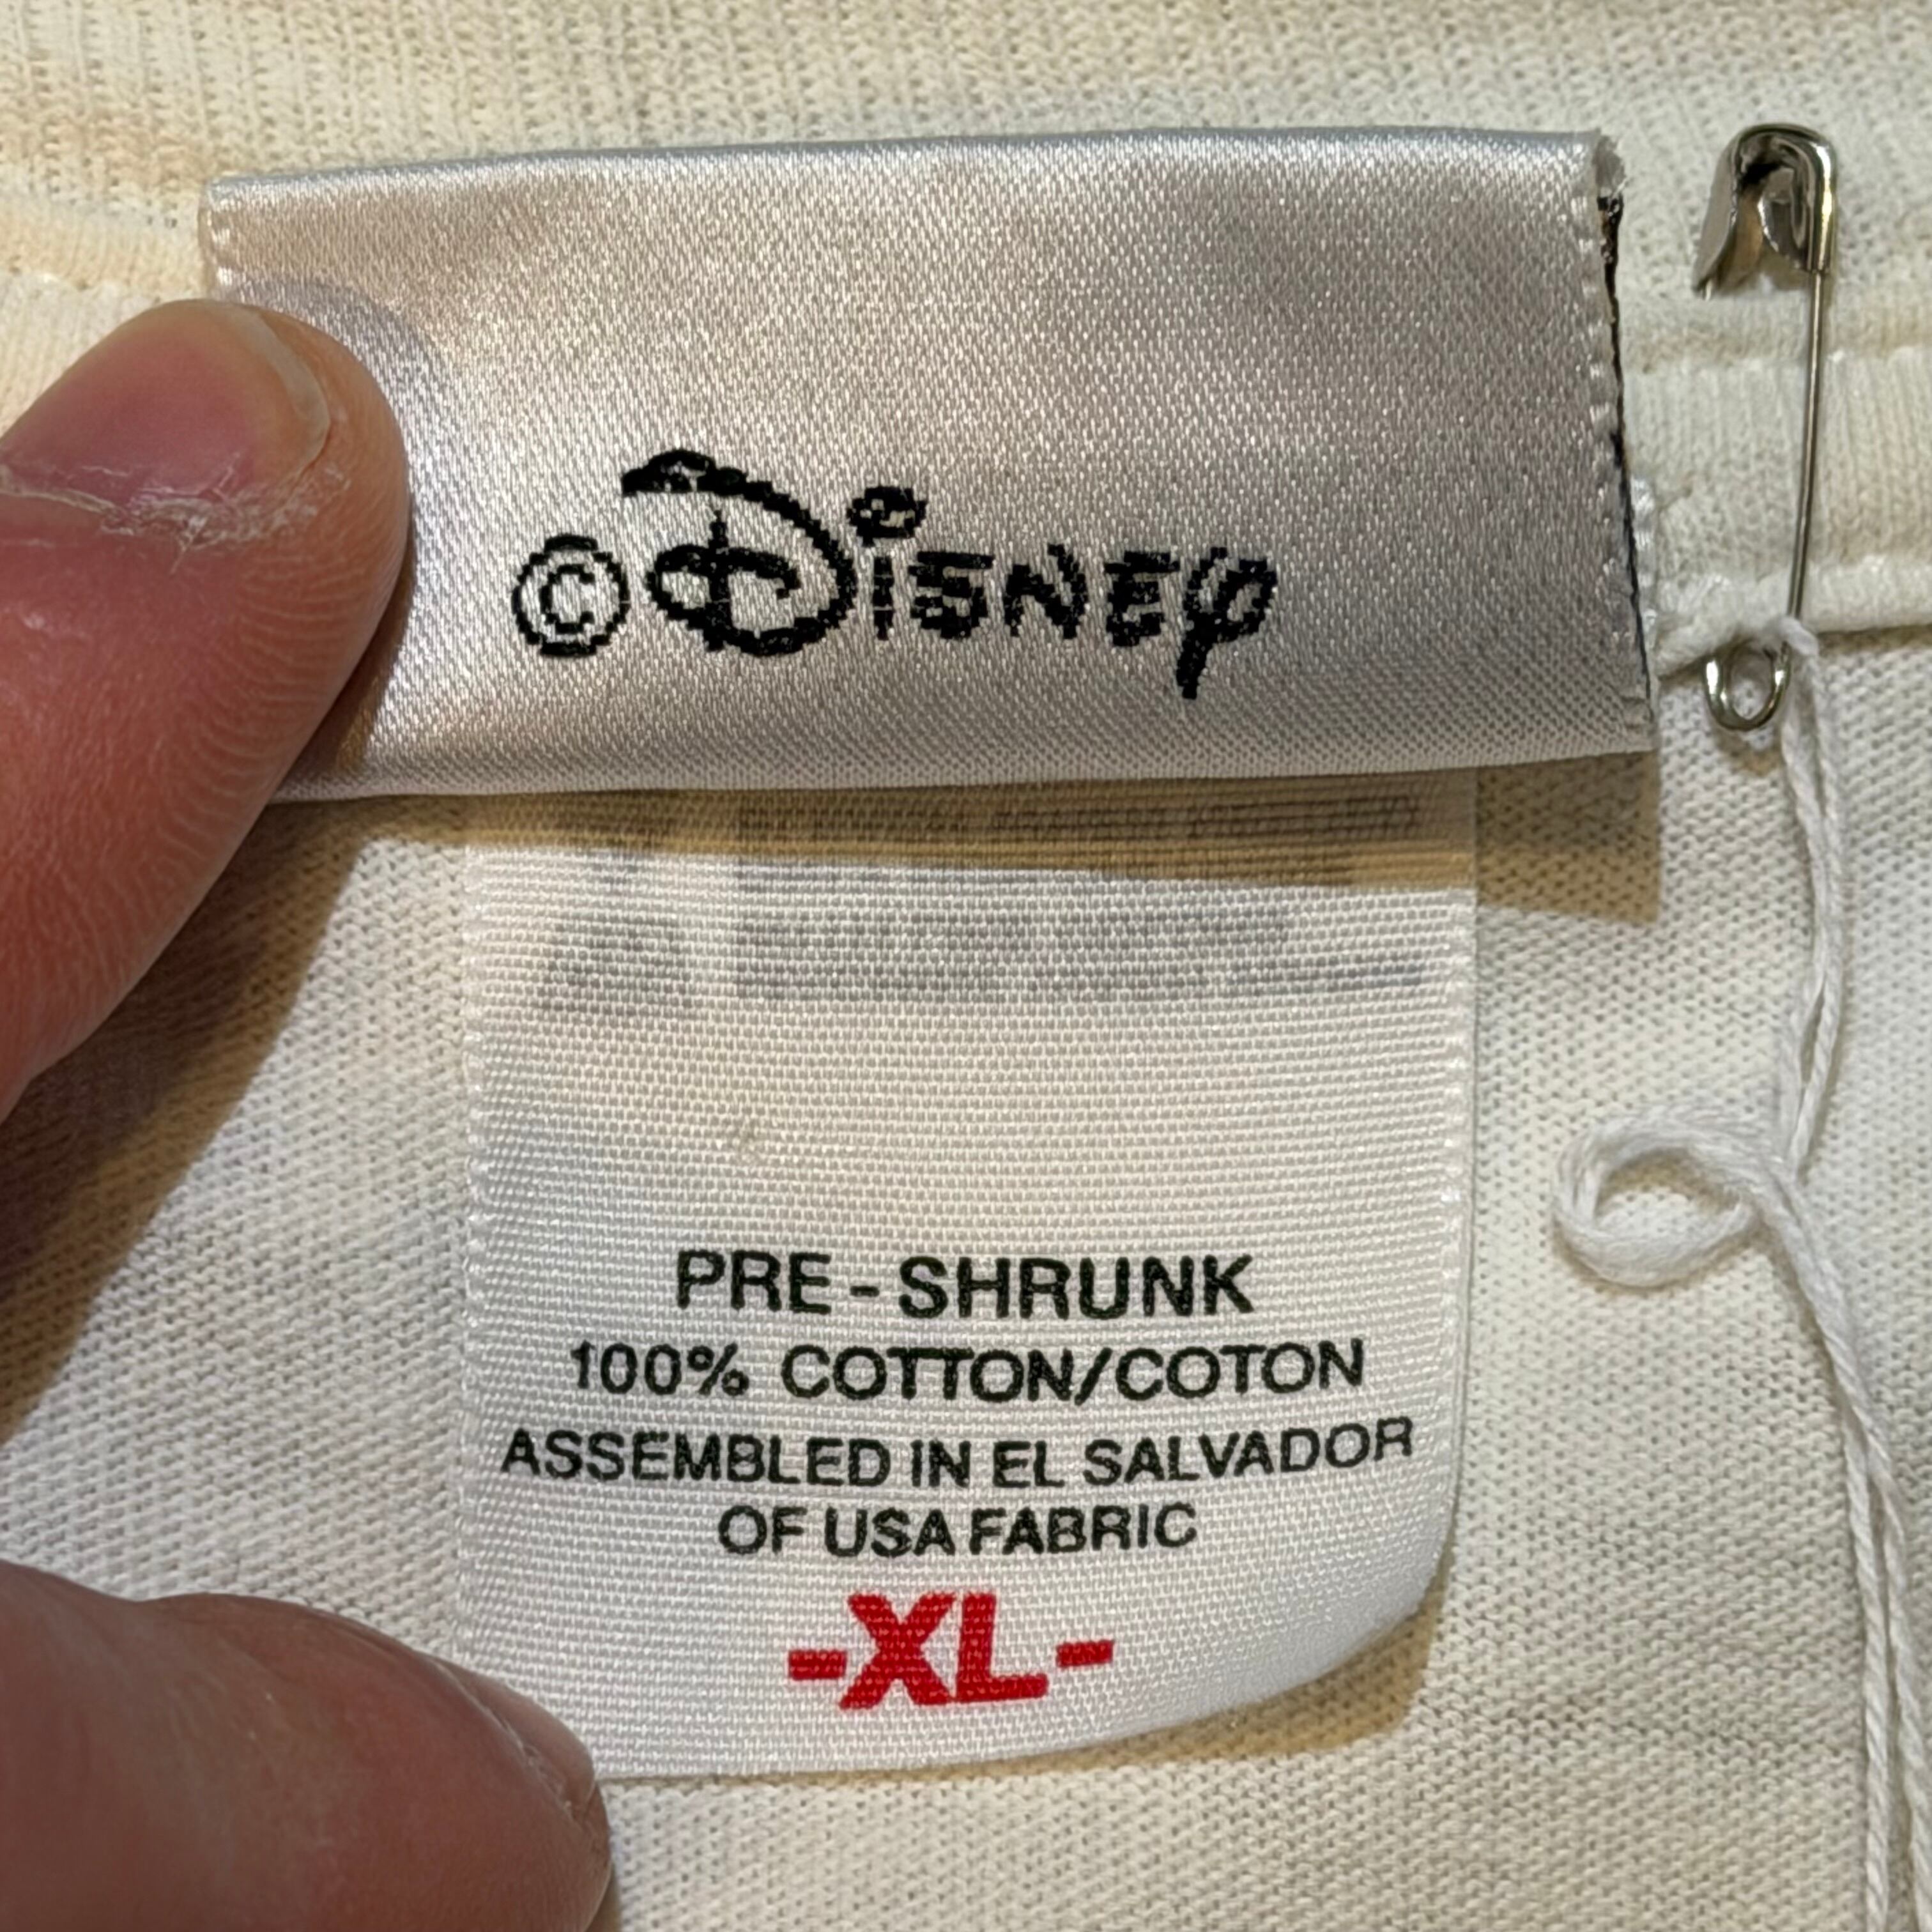 ©Disney
PRE-SHRUNK
100% COTTON/COTON
ASSEMBLED IN EL SALVADOR
OF USA FABRIC
-XL-